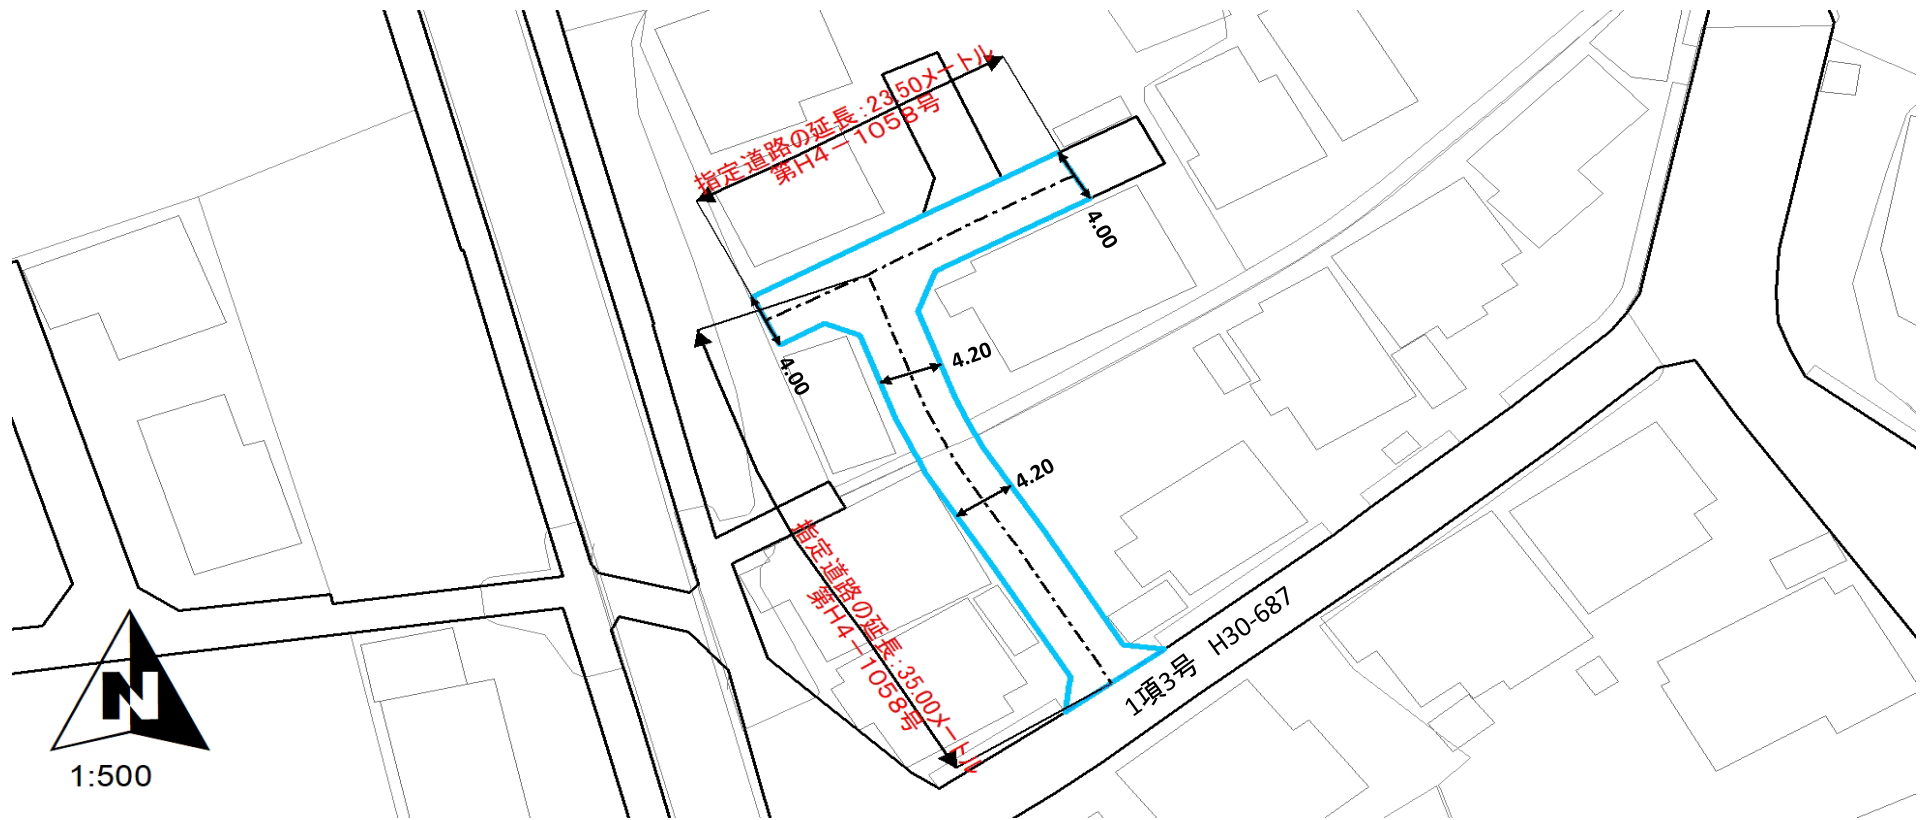 指定道路の延長：23.50メートル
第H4－1058号
4.00
4.00
4.20
4.20
指定道路の延長：35.00メートル
第H4－1058号
1項3号 H30-687
N
1:500